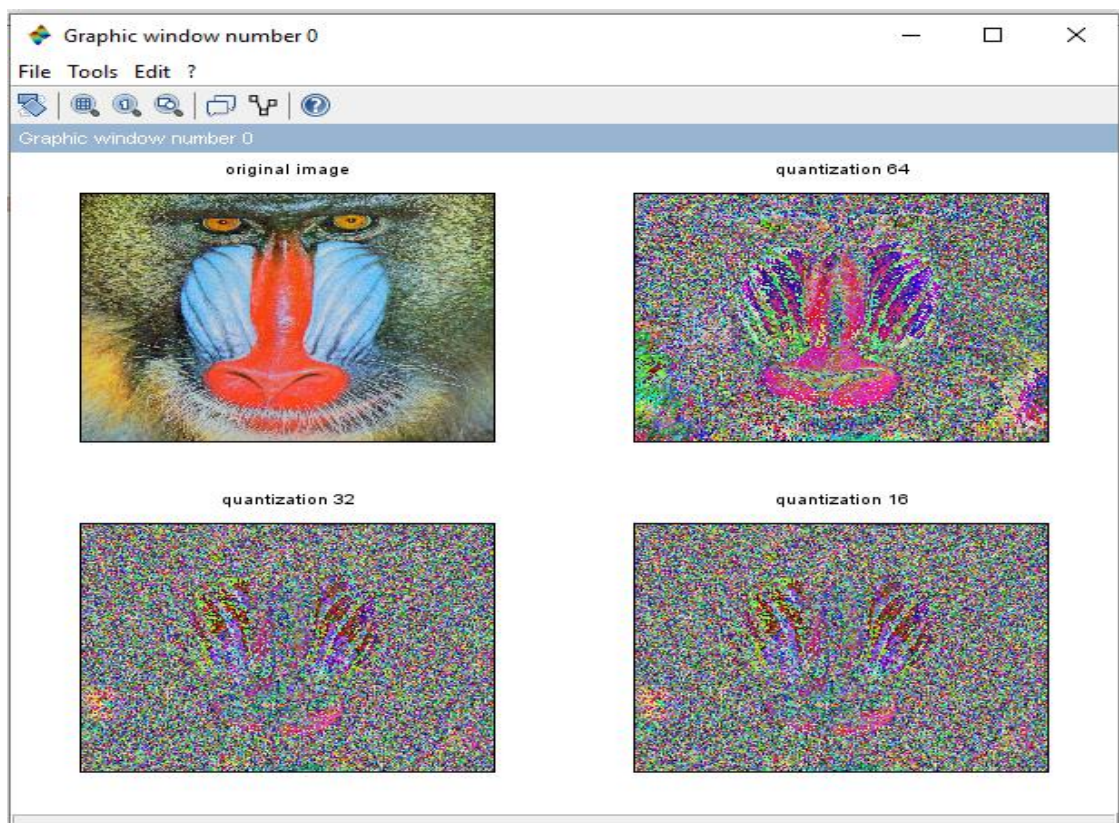 Graphic window number 0
File Tools Edit ?
Graphic window number 0
original image
quantization 64
quantization 32
quantization 16